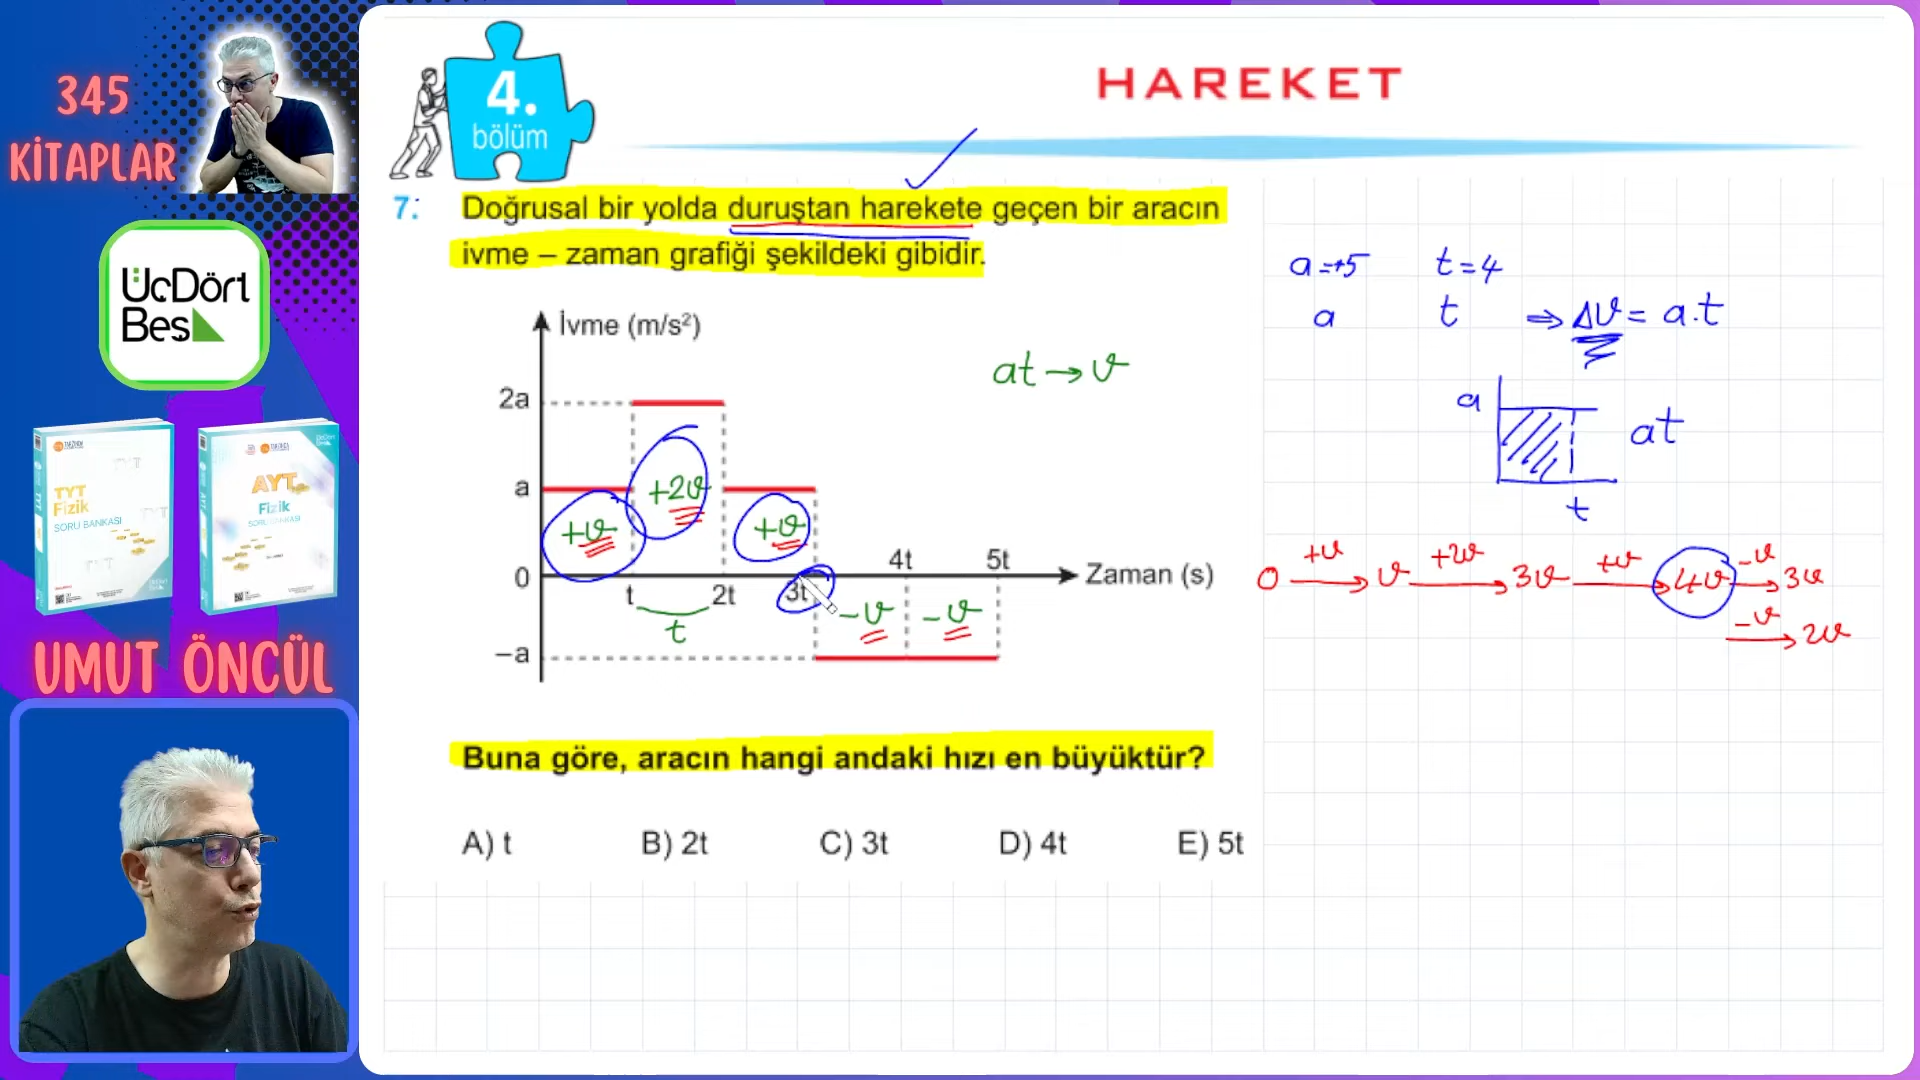 345
KİTAPLAR
ÜçDört
Beş
TYT
Fizik
SORU BANKASI
AYT
Fizik
SORU BANKASI
UMUT ÖNCÜL
4.
bölüm
HAREKET
7.
Doğrusal bir yolda duruştan harekete geçen bir aracın
ivme – zaman grafiği şekildeki gibidir.
İvme (m/s²)
at → v
2a
a
0
–a
+v
+2v
+v
4t
5t
Zaman (s)
t
2t
3t
t
–v
–v
a=+5 t=4
a t ⇒ Δv = a.t
a
at
t
0 +v→ v +2v→ 3v +v→ 4v –v→ 3v
–v→ 2v
Buna göre, aracın hangi andaki hızı en büyüktür?
A) t B) 2t C) 3t D) 4t E) 5t